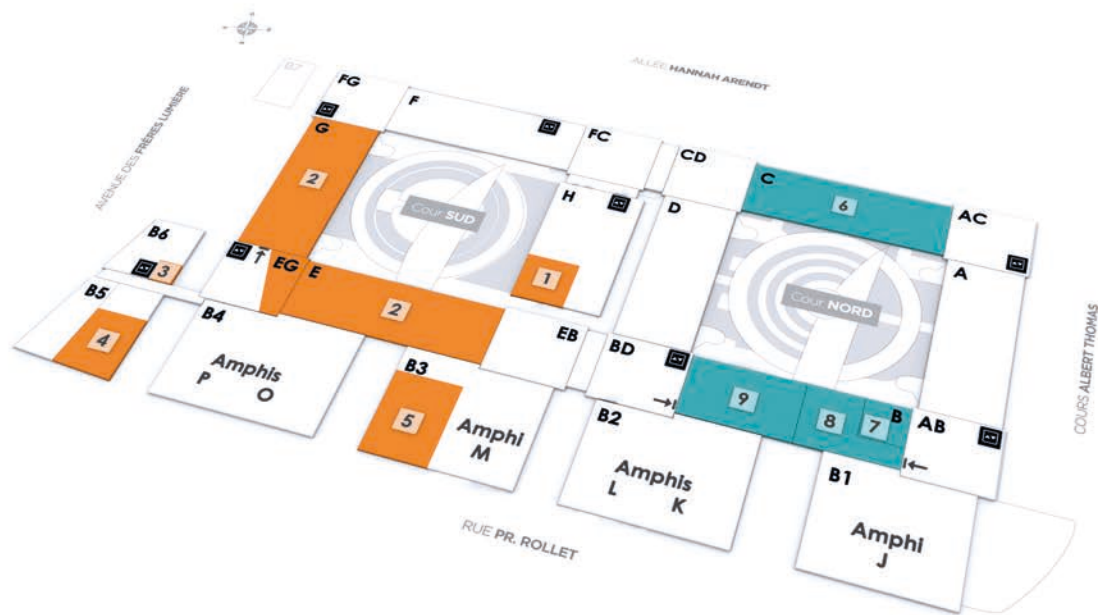 ALLÉE HANNAH ARENDT
AVENUE DES FRÈRES LUMIÈRE
COURS ALBERT THOMAS
RUE PR. ROLLET
B7
FG
F
FC
CD
C
6
AC
G
2
Cour SUD
H
1
D
Cour NORD
A
B6
3
EG
E
2
B5
4
B4
Amphis
P O
EB
BD
B3
5
Amphi
M
9
8
7
B
AB
B2
Amphis
L K
B1
Amphi
J